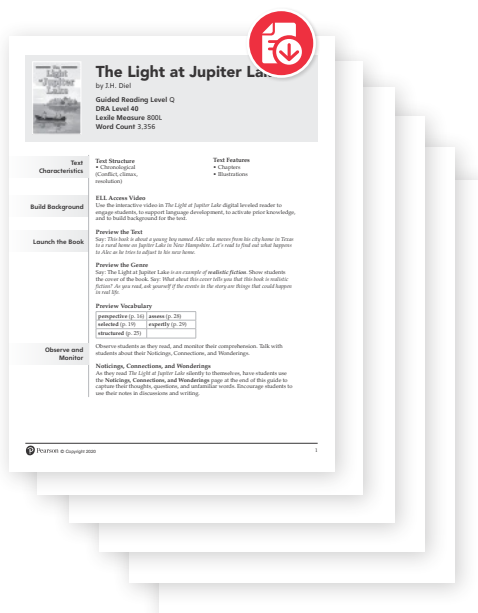 The Light at Jupiter
by J.H. Diel
Guided Reading Level Q
DRA Level 40
Lexile Measure 800L
Word Count 3,356
The
Light
at Jupiter
Lake
Text
Characteristics
Text Structure
• Chronological
(Conflict, climax,
resolution)
Text Features
• Chapters
• Illustrations
Build Background
ELL Access Video
Use the interactive video in The Light at Jupiter Lake digital leveled reader to
engage students, to support language development, to activate prior knowledge,
and to build background for the text.
Launch the Book
Preview the Text
Say: This book is about a young boy named Alec who moves from his city home in Texas
to a rural home on Jupiter Lake in New Hampshire. Let's read to find out what happens
to Alec as he tries to adjust to his new home.
Preview the Genre
Say: The Light at Jupiter Lake is an example of realistic fiction. Show students
the cover of the book. Say: What about this cover tells you that this book is realistic
fiction? As you read, ask yourself if the events in the story are things that could happen
in real life.
Preview Vocabulary
perspective (p. 16) assess (p. 28)
selected (p. 19) expertly (p. 29)
structured (p. 25)
Observe and
Monitor
Observe students as they read, and monitor their comprehension. Talk with
students about their Noticings, Connections, and Wonderings.
Noticings, Connections, and Wonderings
As they read The Light at Jupiter Lake silently to themselves, have students use
the Noticings, Connections, and Wonderings page at the end of this guide to
capture their thoughts, questions, and unfamiliar words. Encourage students to
use their notes in discussions and writing.
Pearson © Copyright 2020
1